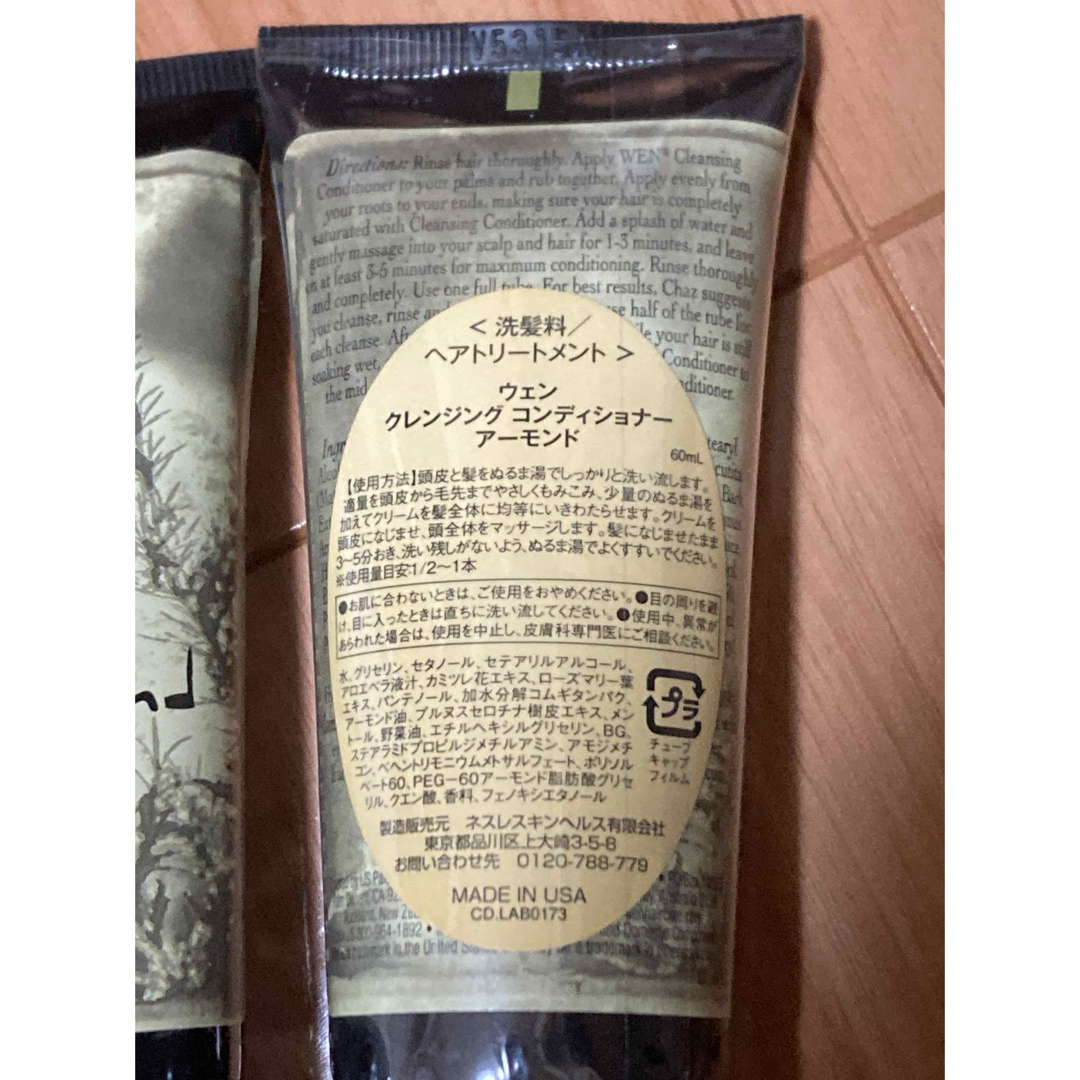 Directions: Rinse hair thoroughly. Apply WEN® Cleansing
Conditioner to your palms and rub together. Apply evenly from
your roots to your ends, making sure your hair is completely
saturated with Cleansing Conditioner. Add a splash of water and
gently massage into your scalp and hair for 1-3 minutes, and leave
on at least 3-5 minutes for maximum conditioning. Rinse thoroughly
and completely. Use one full tube. For best results, Chaz suggests
you cleanse, rinse an
half of the tube for
each cleanse.
your hair is still
soaking wet,
Conditioner to
the mid
＜洗髪料／
ヘアトリートメント＞
ウェン
クレンジング コンディショナー
アーモンド
60mL
【使用方法】頭皮と髪をぬるま湯でしっかりと洗い流します。
適量を頭皮から毛先までやさしくもみこみ、少量のぬるま湯を
加えてクリームを髪全体に均等にいきわたらせます。クリームを
頭皮になじませ、頭全体をマッサージします。髪になじませたまま
3〜5分おき、洗い残しがないよう、ぬるま湯でよくすすいでください。
※使用量目安:1/2〜1本
●お肌に合わないときは、ご使用をおやめください。●目の周りを避
け、目に入ったときは直ちに洗い流してください。●使用中、異常が
あらわれた場合は、使用を中止し、皮膚科専門医にご相談ください。
水、グリセリン、セタノール、セテアリルアルコール、
アロエベラ液汁、カミツレ花エキス、ローズマリー葉
エキス、パンテノール、加水分解コムギタンパク、
アーモンド油、プルヌスセロチナ樹皮エキス、メン
トール、野菜油、エチルヘキシルグリセリン、BG、
ステアラミドプロピルジメチルアミン、アモジメチ
コン、ベヘントリモニウムメトサルフェート、ポリソル
ベート60、PEG-60アーモンド脂肪酸グリセ
リル、クエン酸、香料、フェノキシエタノール
プラ
チューブ
キャップ
フィルム
製造販売元 ネスレスキンヘルス有限会社
東京都品川区上大崎3-5-8
お問い合わせ先 0120-788-779
MADE IN USA
CD.LAB0173